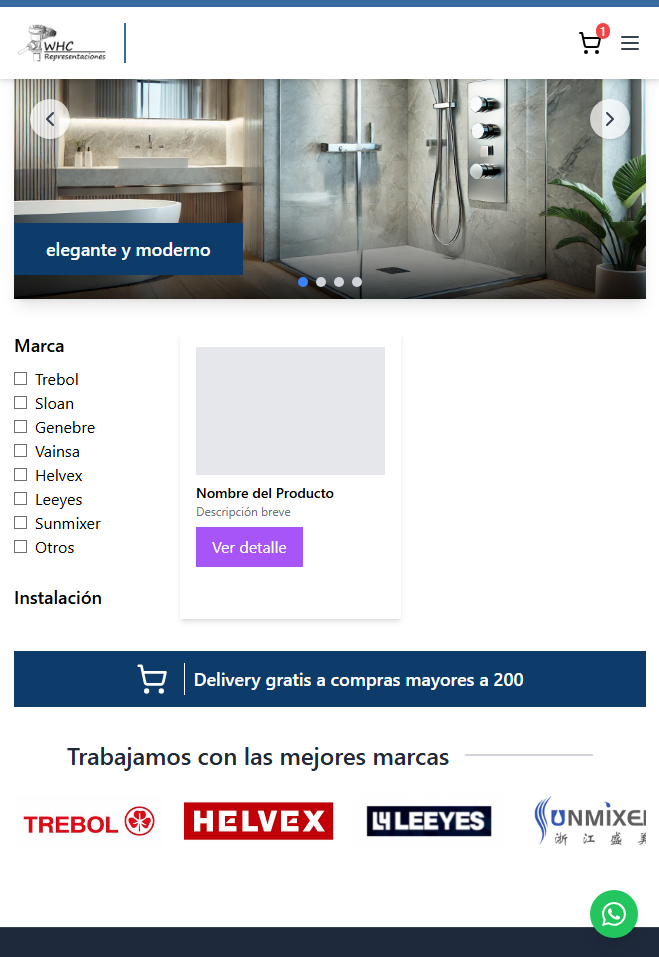 WHC
Representaciones
1
elegante y moderno
Marca
Trebol
Sloan
Genebre
Vainsa
Helvex
Leeyes
Sunmixer
Otros
Instalación
Nombre del Producto
Descripción breve
Ver detalle
Delivery gratis a compras mayores a 200
Trabajamos con las mejores marcas
TREBOL HELVEX LEEYES UNMIXE
浙 江 盛 美